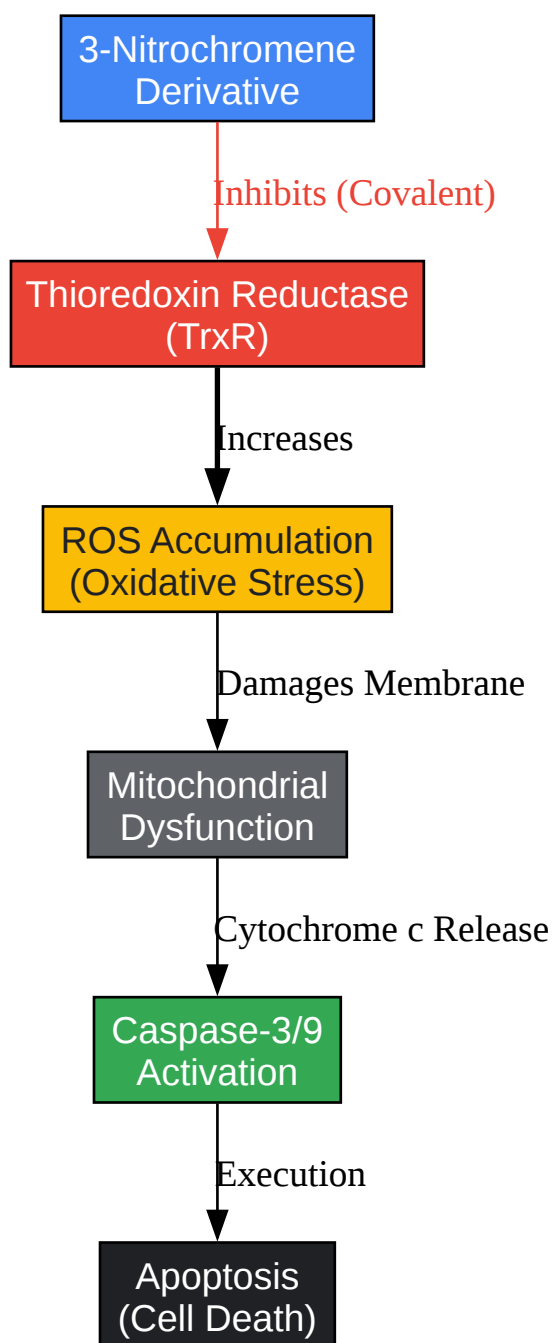 3-Nitrochromene
Derivative
Inhibits (Covalent)
Thioredoxin Reductase
(TrxR)
Increases
ROS Accumulation
(Oxidative Stress)
Damages Membrane
Mitochondrial
Dysfunction
Cytochrome c Release
Caspase-3/9
Activation
Execution
Apoptosis
(Cell Death)